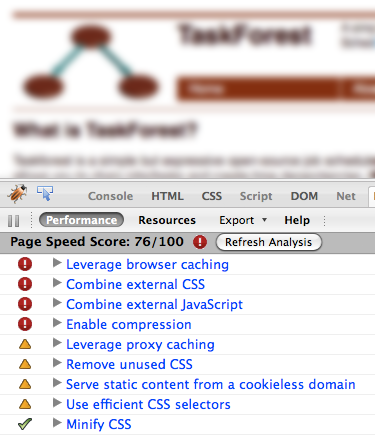 TaskForest
Home
What is TaskForest?
Console HTML CSS Script DOM Net
Performance Resources Export Help
Page Speed Score: 76/100 Refresh Analysis
Leverage browser caching
Combine external CSS
Combine external JavaScript
Enable compression
Leverage proxy caching
Remove unused CSS
Serve static content from a cookieless domain
Use efficient CSS selectors
Minify CSS